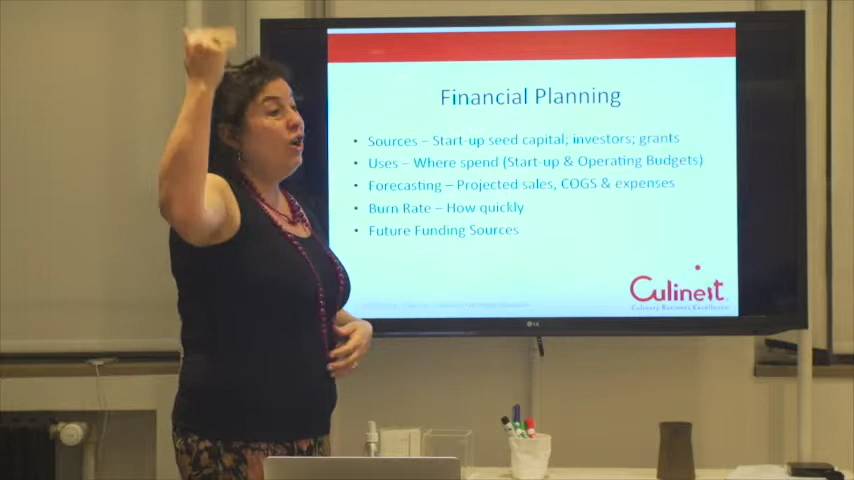 Financial Planning
• Sources – Start-up seed capital; investors; grants
• Uses – Where spend (Start-up & Operating Budgets)
• Forecasting – Projected sales, COGS & expenses
• Burn Rate – How quickly
• Future Funding Sources
Culinest
Culinary Business Excellence
LG